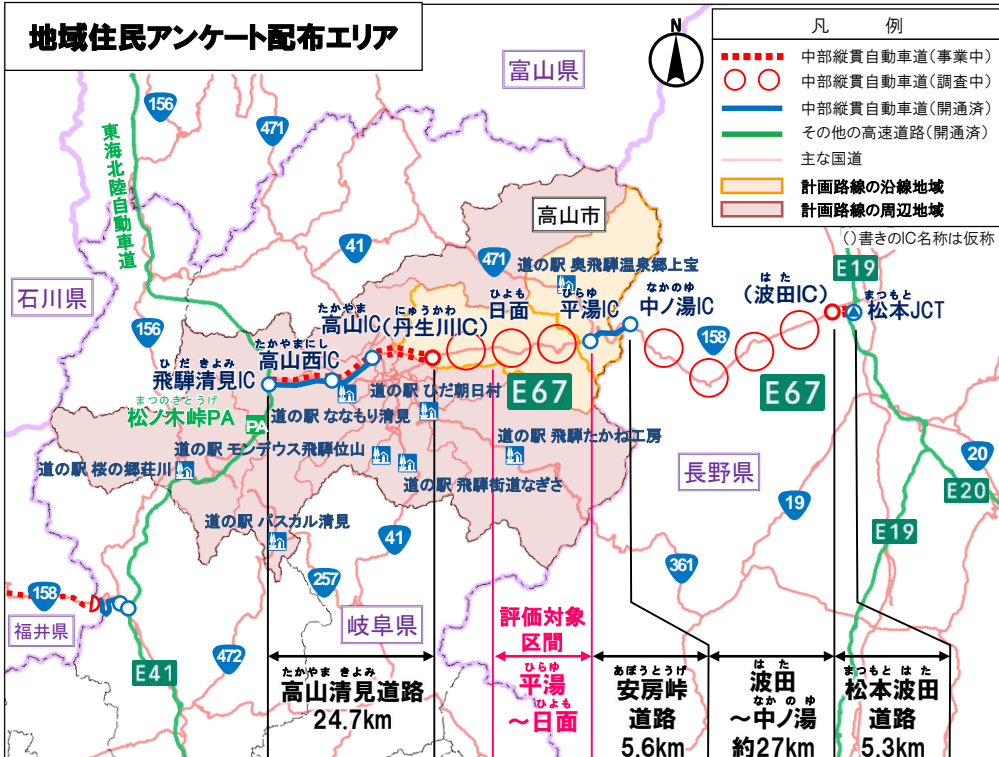 地域住民アンケート配布エリア
N
凡 例
中部縦貫自動車道(事業中)
中部縦貫自動車道(調査中)
中部縦貫自動車道(開通済)
その他の高速道路(開通済)
主な国道
計画路線の沿線地域
計画路線の周辺地域
()書きのIC名称は仮称
富山県
石川県
福井県
岐阜県
長野県
高山市
東海北陸自動車道
156
471
41
156
471
158
19
20
361
41
257
472
158
E19
E20
E19
E41
E67
E67
道の駅 奥飛騨温泉郷上宝
ひだ きよみ
飛騨清見IC
たかやまにし
高山西IC
たかやま
高山IC
にゅうかわ
(丹生川IC)
ひよも
日面
ひらゆ
平湯IC
なかのゆ
中ノ湯IC
はた
(波田IC)
まつもと
松本JCT
まつのきとうげ
松ノ木峠PA
PA
道の駅 ななもり清見
道の駅 ひだ朝日村
道の駅 モンデウス飛騨位山
道の駅 飛騨たかね工房
道の駅 桜の郷荘川
道の駅 飛騨街道なぎさ
道の駅 パスカル清見
たかやま きよみ
高山清見道路
24.7km
評価対象
区間
ひらゆ
平湯
ひよも
~日面
あぼうとうげ
安房峠
道路
5.6km
はた
波田
なかのゆ
~中ノ湯
約27km
まつもと はた
松本波田
道路
5.3km